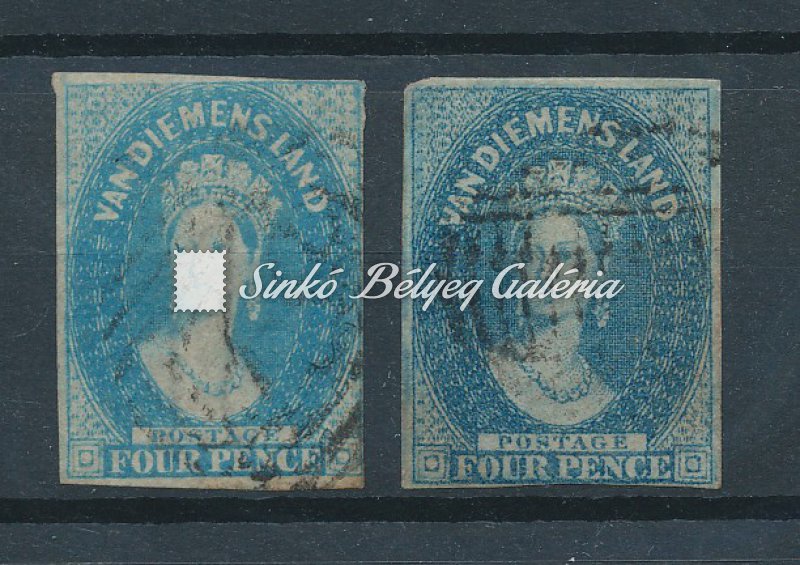 VAN DIEMENS LAND
POSTAGE
FOUR PENCE
VAN DIEMENS LAND
POSTAGE
FOUR PENCE
Sinkó Bélyeg Galéria